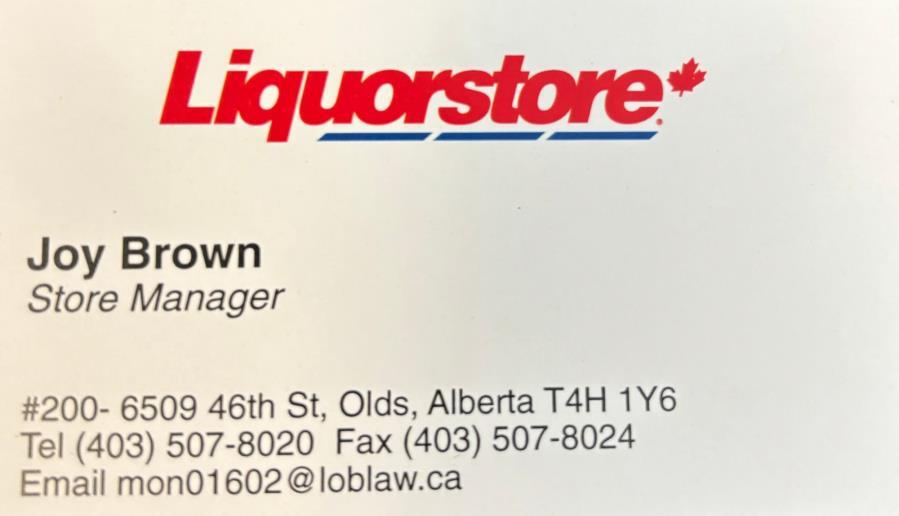 Liquorstore
Joy Brown
Store Manager
#200- 6509 46th St, Olds, Alberta T4H 1Y6
Tel (403) 507-8020 Fax (403) 507-8024
Email mon01602@loblaw.ca